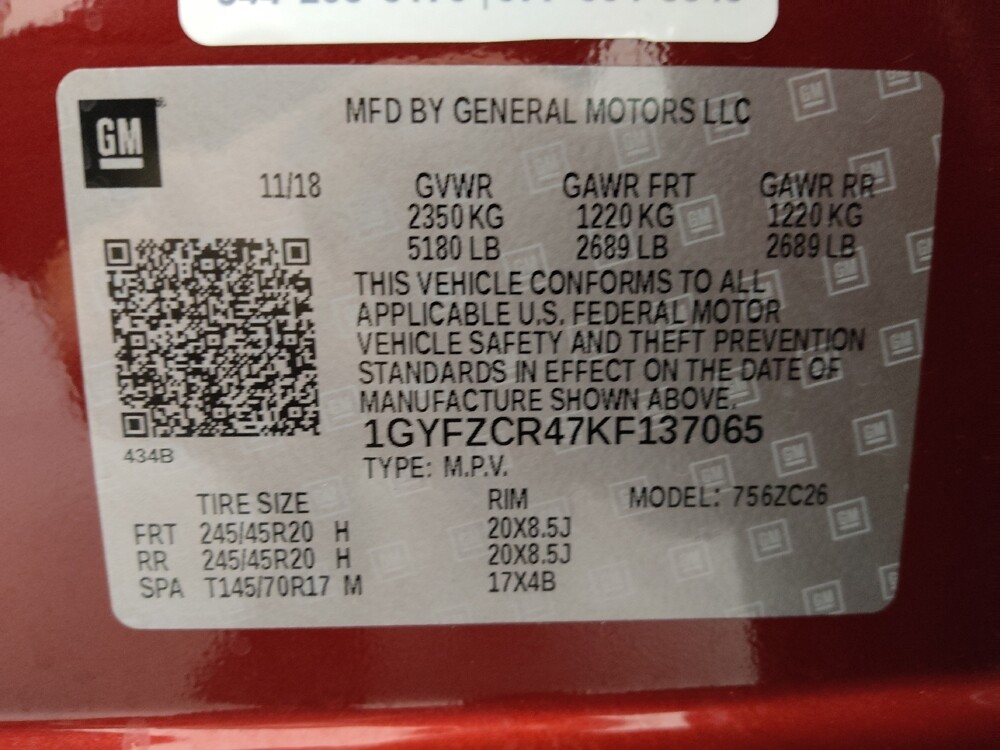 GM
MFD BY GENERAL MOTORS LLC
11/18 GVWR GAWR FRT GAWR RR
2350 KG 1220 KG 1220 KG
5180 LB 2689 LB 2689 LB
THIS VEHICLE CONFORMS TO ALL
APPLICABLE U.S. FEDERAL MOTOR
VEHICLE SAFETY AND THEFT PREVENTION
STANDARDS IN EFFECT ON THE DATE OF
MANUFACTURE SHOWN ABOVE.
1GYFZCR47KF137065
434B
TYPE: M.P.V.
TIRE SIZE RIM MODEL: 756ZC26
FRT 245/45R20 H 20X8.5J
RR 245/45R20 H 20X8.5J
SPA T145/70R17 M 17X4B